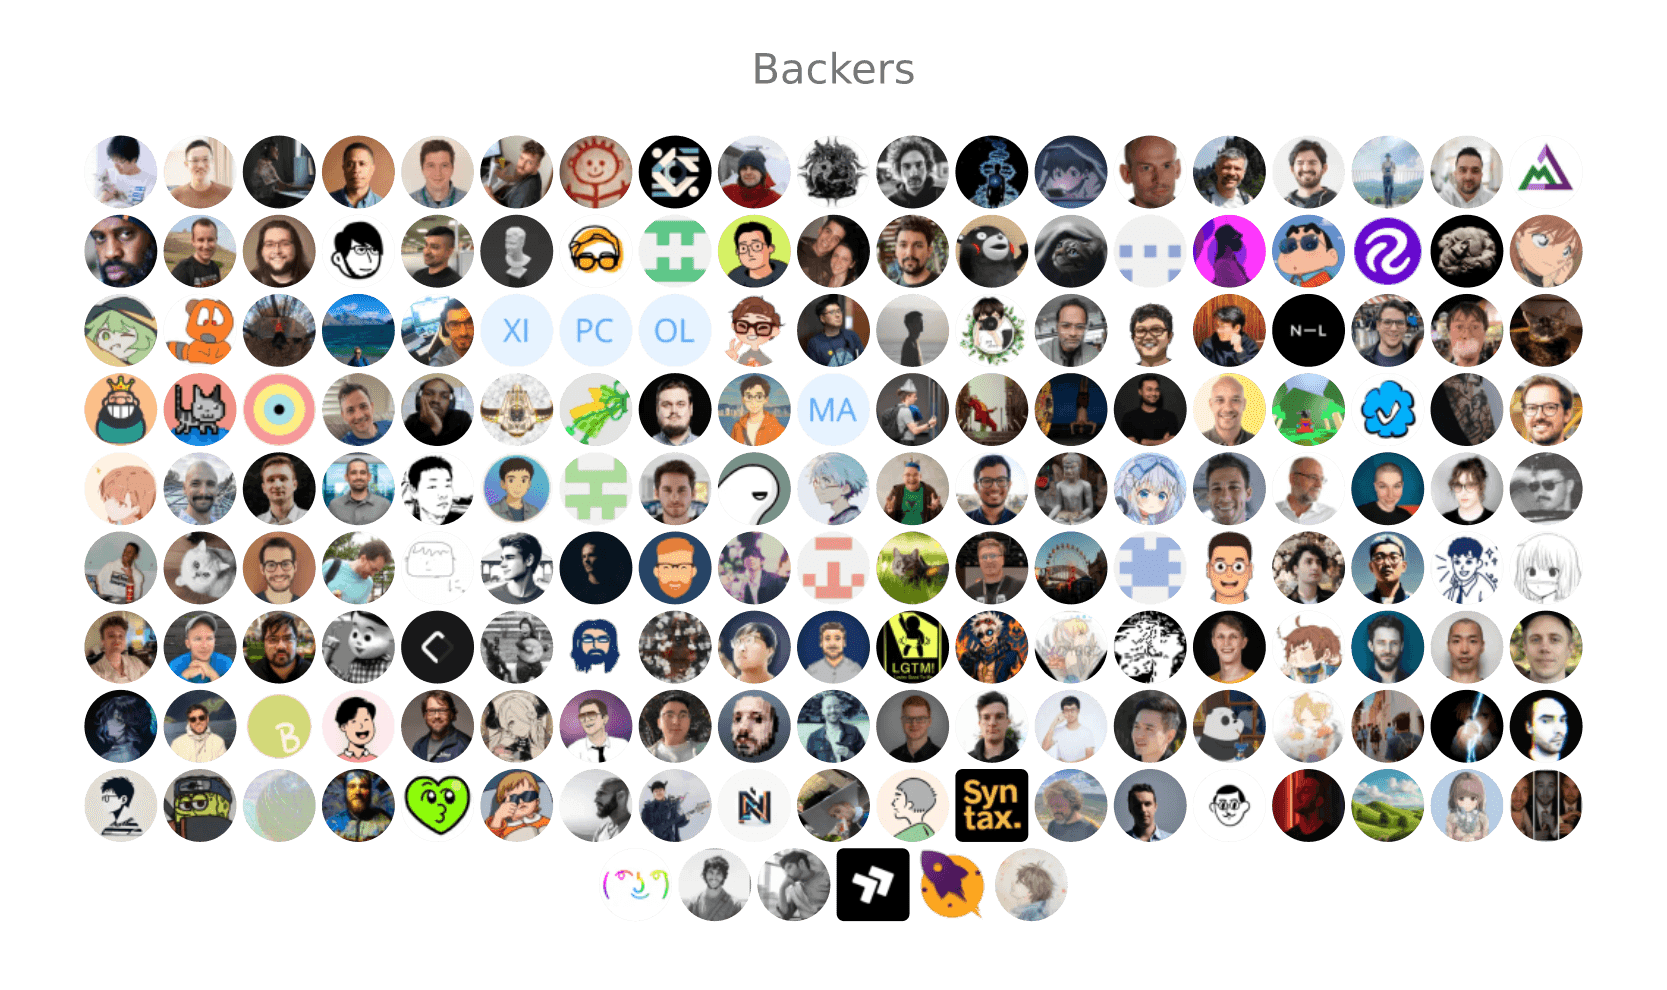 Backers
XI
PC
OL
N–L
MA
LGTM!
B
N
Syn
tax.
( ͡° ͜ʖ ͡°)